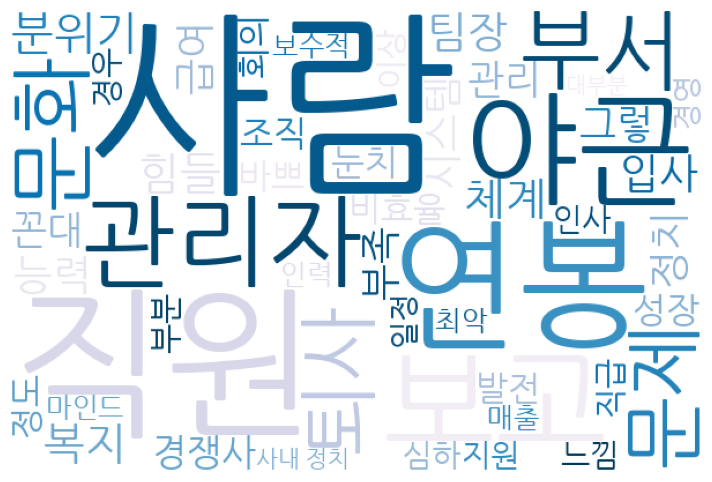 분위기
문화
경우
사람
급여
회의
보수적
이상
팀장
부서
관리
대부분
경영
조직
눈치
시스템
야근
그렇
입사
힘들
바쁘
비효율
체계
인사
꼰대
관리자
부족
연봉
정치
능력
인력
성장
직원
부분
퇴사
일정
최악
보고
문제
직급
발전
매출
정도
마인드
복지
경쟁사
사내 정치
심하
지원
느낌